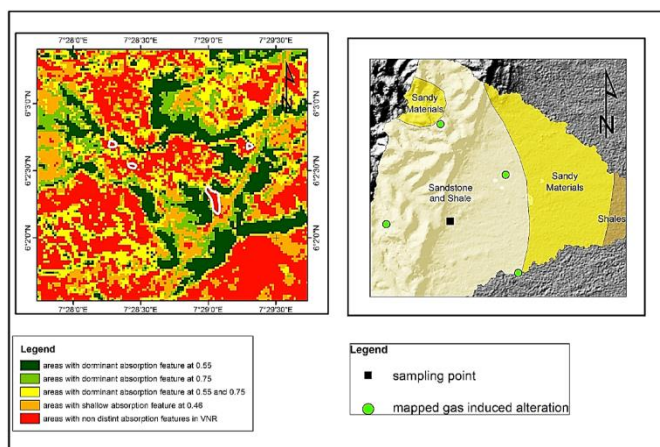 7°28'0"E 7°28'30"E 7°29'0"E 7°29'30"E
6°3'0"N
6°2'30"N
6°2'0"N
6°3'0"N
6°2'30"N
6°2'0"N
7°28'0"E 7°28'30"E 7°29'0"E 7°29'30"E
Legend
areas with dorminant absorption feature at 0.55
areas with dorminant absorption feature at 0.75
areas with dorminant absorption feature at 0.55 and 0.75
areas with shallow absorption feature at 0.46
areas with non distint absorption features in VNR
N
Sandy
Materials
Sandstone
and Shale
Sandy
Materials
Shales
Legend
sampling point
mapped gas induced alteration